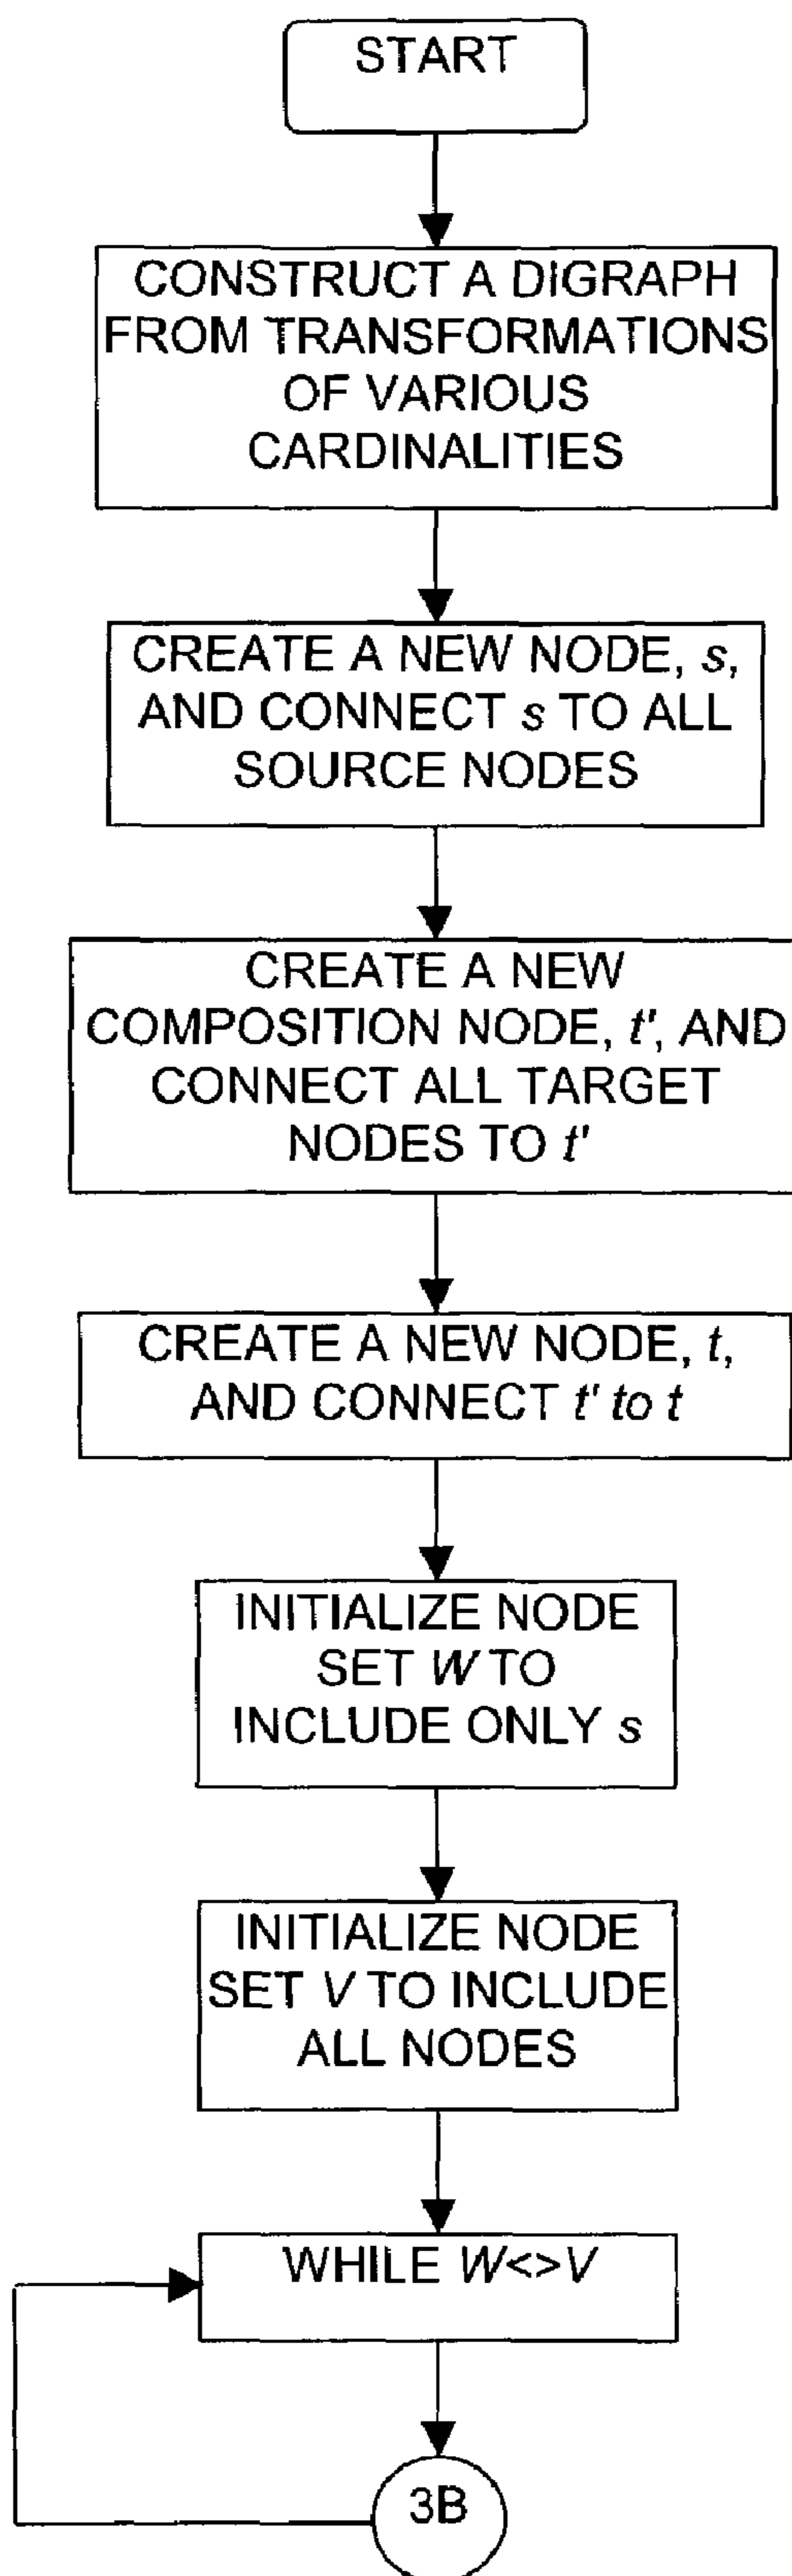 START
CONSTRUCT A DIGRAPH
FROM TRANSFORMATIONS
OF VARIOUS
CARDINALITIES
CREATE A NEW NODE, s,
AND CONNECT s TO ALL
SOURCE NODES
CREATE A NEW
COMPOSITION NODE, t', AND
CONNECT ALL TARGET
NODES TO t'
CREATE A NEW NODE, t,
AND CONNECT t' to t
INITIALIZE NODE
SET W TO
INCLUDE ONLY s
INITIALIZE NODE
SET V TO INCLUDE
ALL NODES
WHILE W<>V
3B